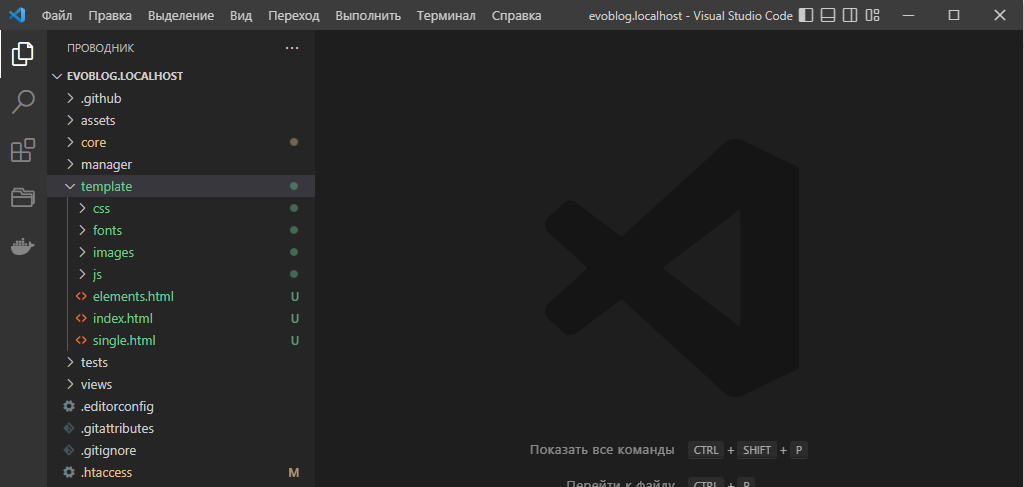 Файл Правка Выделение Вид Переход Выполнить Терминал Справка evoblog.localhost - Visual Studio Code
ПРОВОДНИК
EVOBLOG.LOCALHOST
.github
assets
core
manager
template
css
fonts
images
js
elements.html U
index.html U
single.html U
tests
views
.editorconfig
.gitattributes
.gitignore
.htaccess M
Показать все команды CTRL + SHIFT + P
Перейти к файлу CTRL + P